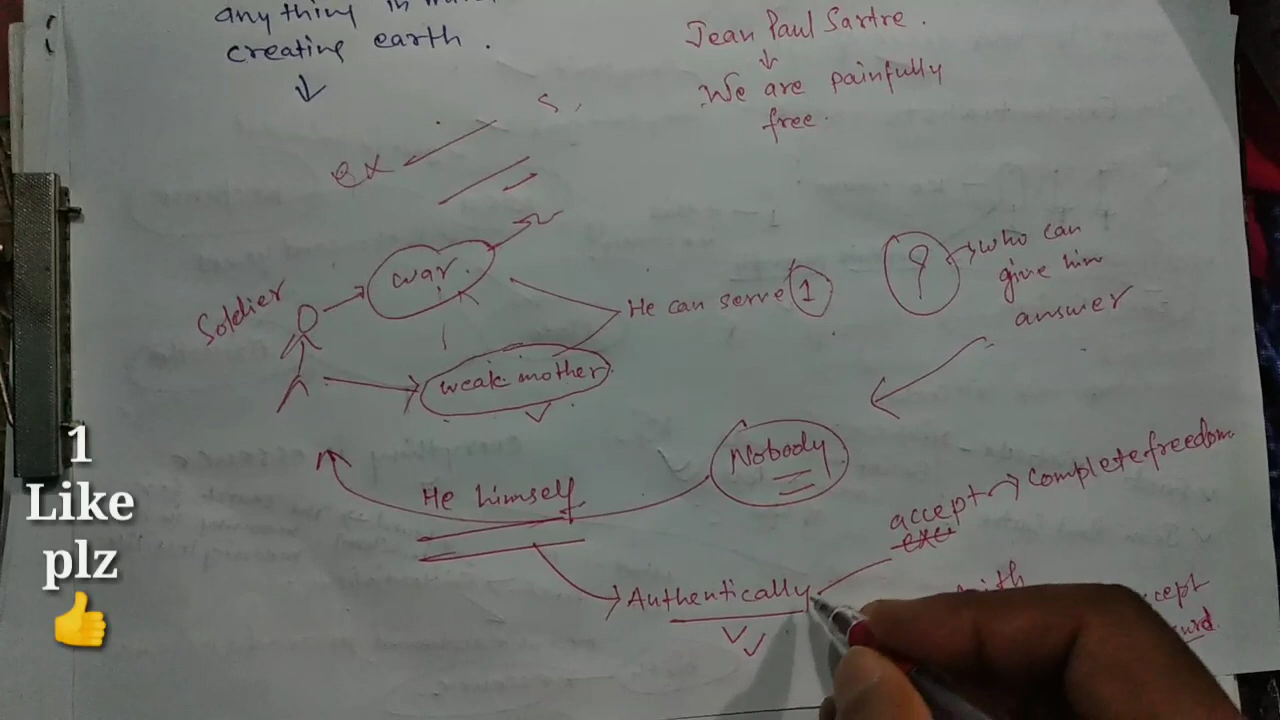 anything in
creating earth.
Jean Paul Sartre.
We are painfully
free.
ex
Soldier
war.
weak mother
He can serve 1
?
who can
give him
answer
Nobody
He himself
Authentically
accept → complete freedom
1
Like
plz